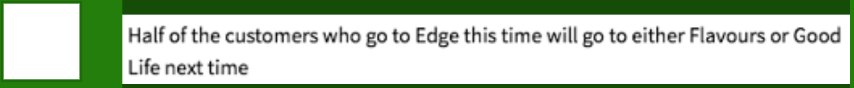 Half of the customers who go to Edge this time will go to either Flavours or Good
Life next time